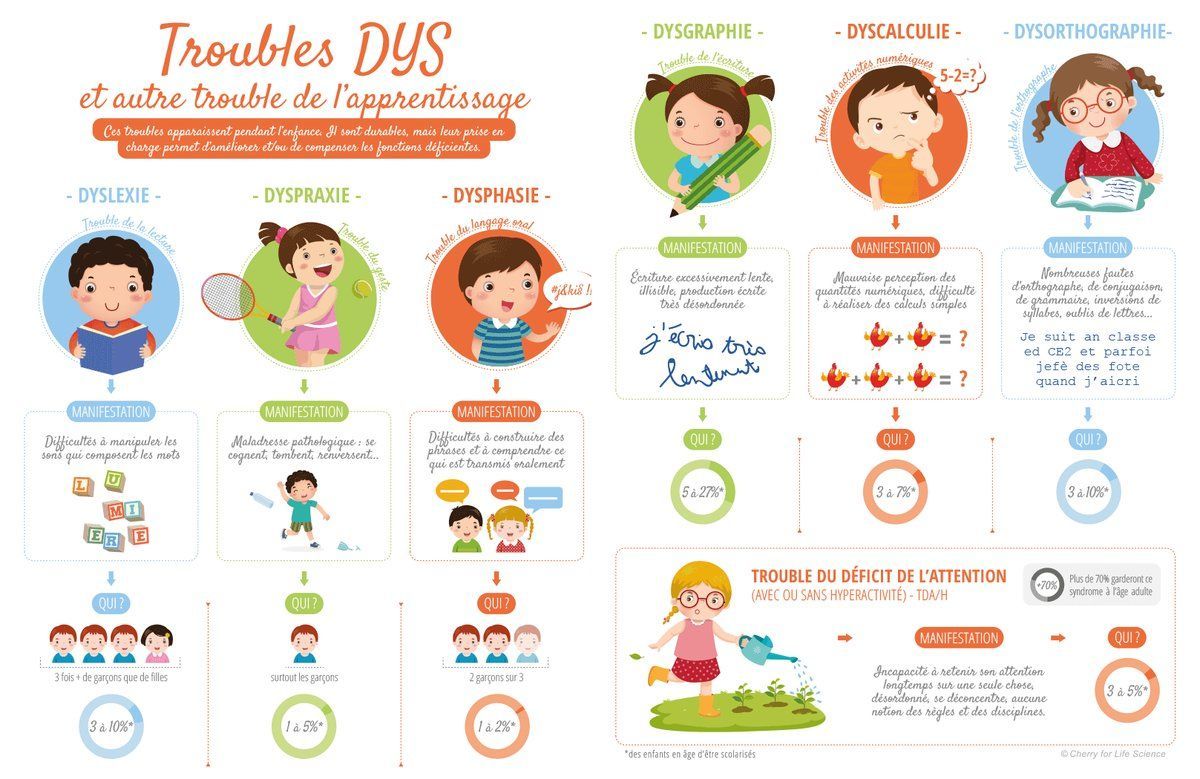 Troubles DYS
et autre trouble de l'apprentissage
Ces troubles apparaissent pendant l'enfance. Il sont durables, mais leur prise en
charge permet d'améliorer et/ou de compenser les fonctions déficientes.
- DYSLEXIE -
Trouble de la lecture
MANIFESTATION
Difficultés à manipuler les
sons qui composent les mots
L U
MI
ÈRE
QUI ?
3 fois + de garçons que de filles
3 à 10%*
- DYSPRAXIE -
Trouble du geste
MANIFESTATION
Maladresse pathologique : se
cognent, tombent, renversent...
QUI ?
surtout les garçons
1 à 5%*
- DYSPHASIE -
Trouble du langage oral
#j&ki8 !
MANIFESTATION
Difficultés à construire des
phrases et à comprendre ce
qui est transmis oralement
QUI ?
2 garçons sur 3
1 à 2%*
- DYSGRAPHIE -
Trouble de l'écriture
MANIFESTATION
Écriture excessivement lente,
illisible, production écrite
très désordonnée
j'écris très
lentement
QUI ?
5 à 27%*
- DYSCALCULIE -
Trouble des activités numériques
5-2=?
MANIFESTATION
Mauvaise perception des
quantités numériques, difficulté
à réaliser des calculs simples
+ = ?
+ + = ?
QUI ?
3 à 7%*
- DYSORTHOGRAPHIE-
Trouble de l'orthographe
MANIFESTATION
Nombreuses fautes
d'orthographe, de conjugaison,
de grammaire, inversions de
syllabes, oublis de lettres...
Je suit an classe
ed CE2 et parfoi
jefè des fote
quand j'aicri
QUI ?
3 à 10%*
TROUBLE DU DÉFICIT DE L'ATTENTION
(AVEC OU SANS HYPERACTIVITÉ) - TDA/H
+70%
Plus de 70% garderont ce
syndrome à l'âge adulte
MANIFESTATION
Incapacité à retenir son attention
longtemps sur une seule chose,
désordonné, se déconcentre, aucune
notion des règles et des disciplines.
QUI ?
3 à 5%*
*des enfants en âge d'être scolarisés
© Cherry for Life Science